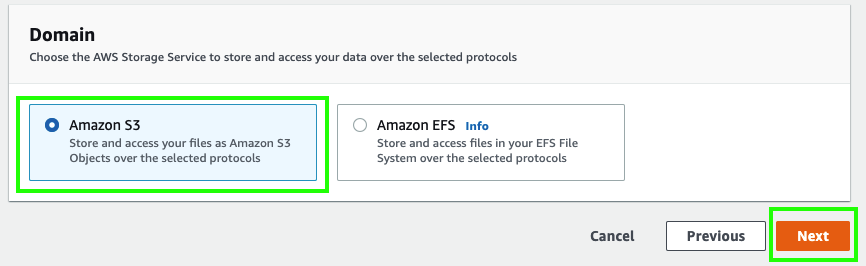 Domain
Choose the AWS Storage Service to store and access your data over the selected protocols
Amazon S3
Store and access your files as Amazon S3
Objects over the selected protocols
Amazon EFS Info
Store and access files in your EFS File
System over the selected protocols
Cancel Previous Next